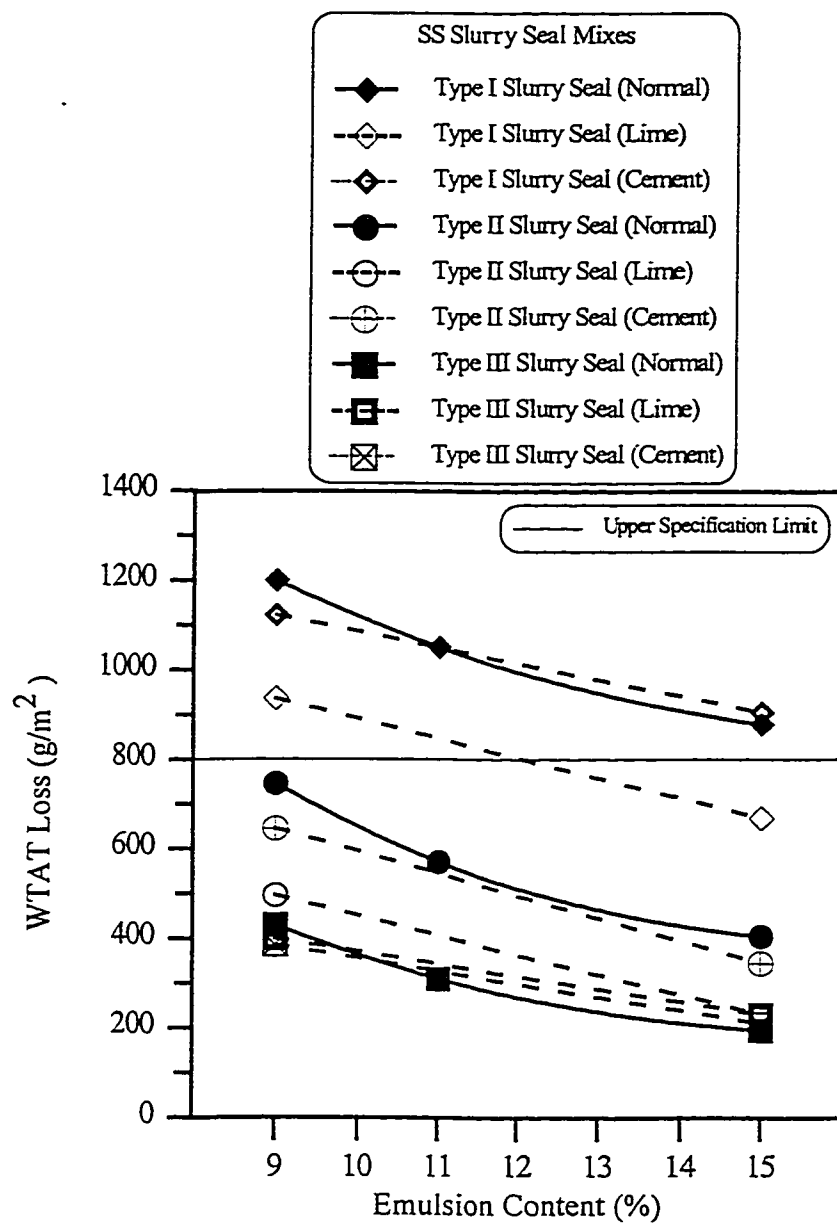 SS Slurry Seal Mixes
Type I Slurry Seal (Normal)
Type I Slurry Seal (Lime)
Type I Slurry Seal (Cement)
Type II Slurry Seal (Normal)
Type II Slurry Seal (Lime)
Type II Slurry Seal (Cement)
Type III Slurry Seal (Normal)
Type III Slurry Seal (Lime)
Type III Slurry Seal (Cement)
Upper Specification Limit
1400
1200
1000
800
600
400
200
0
WTAT Loss (g/m²)
9 10 11 12 13 14 15
Emulsion Content (%)